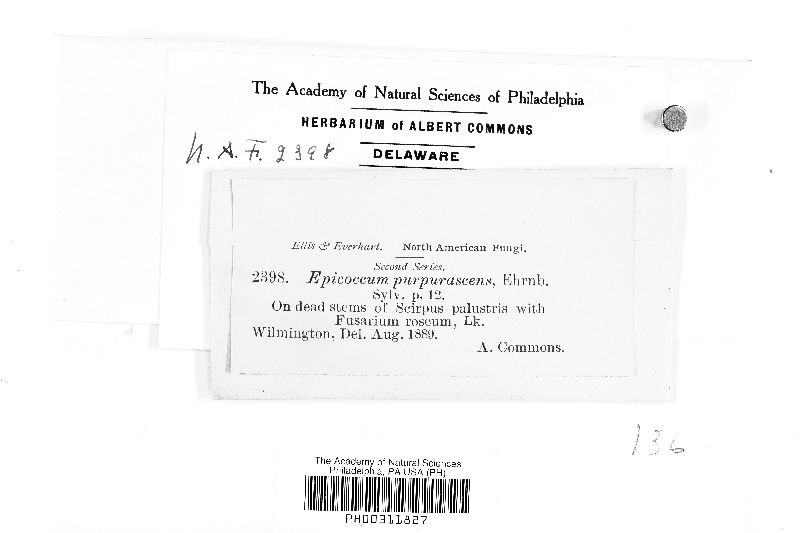 The Academy of Natural Sciences of Philadelphia
HERBARIUM of ALBERT COMMONS
N. A. F. 2398
DELAWARE
Ellis & Everhart. North American Fungi.
Second Series.
2398. Epicoccum purpurascens, Ehrnb.
Sylv. p. 12.
On dead stems of Scirpus palustris with
Fusarium roseum, Lk.
Wilmington, Del. Aug. 1889.
A. Commons.
136
The Academy of Natural Sciences
Philadelphia, PA USA (PH)
PH00311827